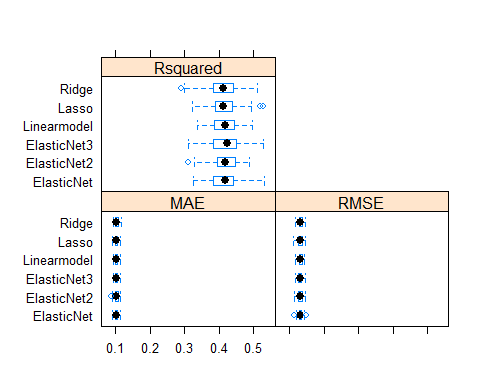 Rsquared
Ridge
Lasso
Linearmodel
ElasticNet3
ElasticNet2
ElasticNet
MAE RMSE
Ridge
Lasso
Linearmodel
ElasticNet3
ElasticNet2
ElasticNet
0.1 0.2 0.3 0.4 0.5